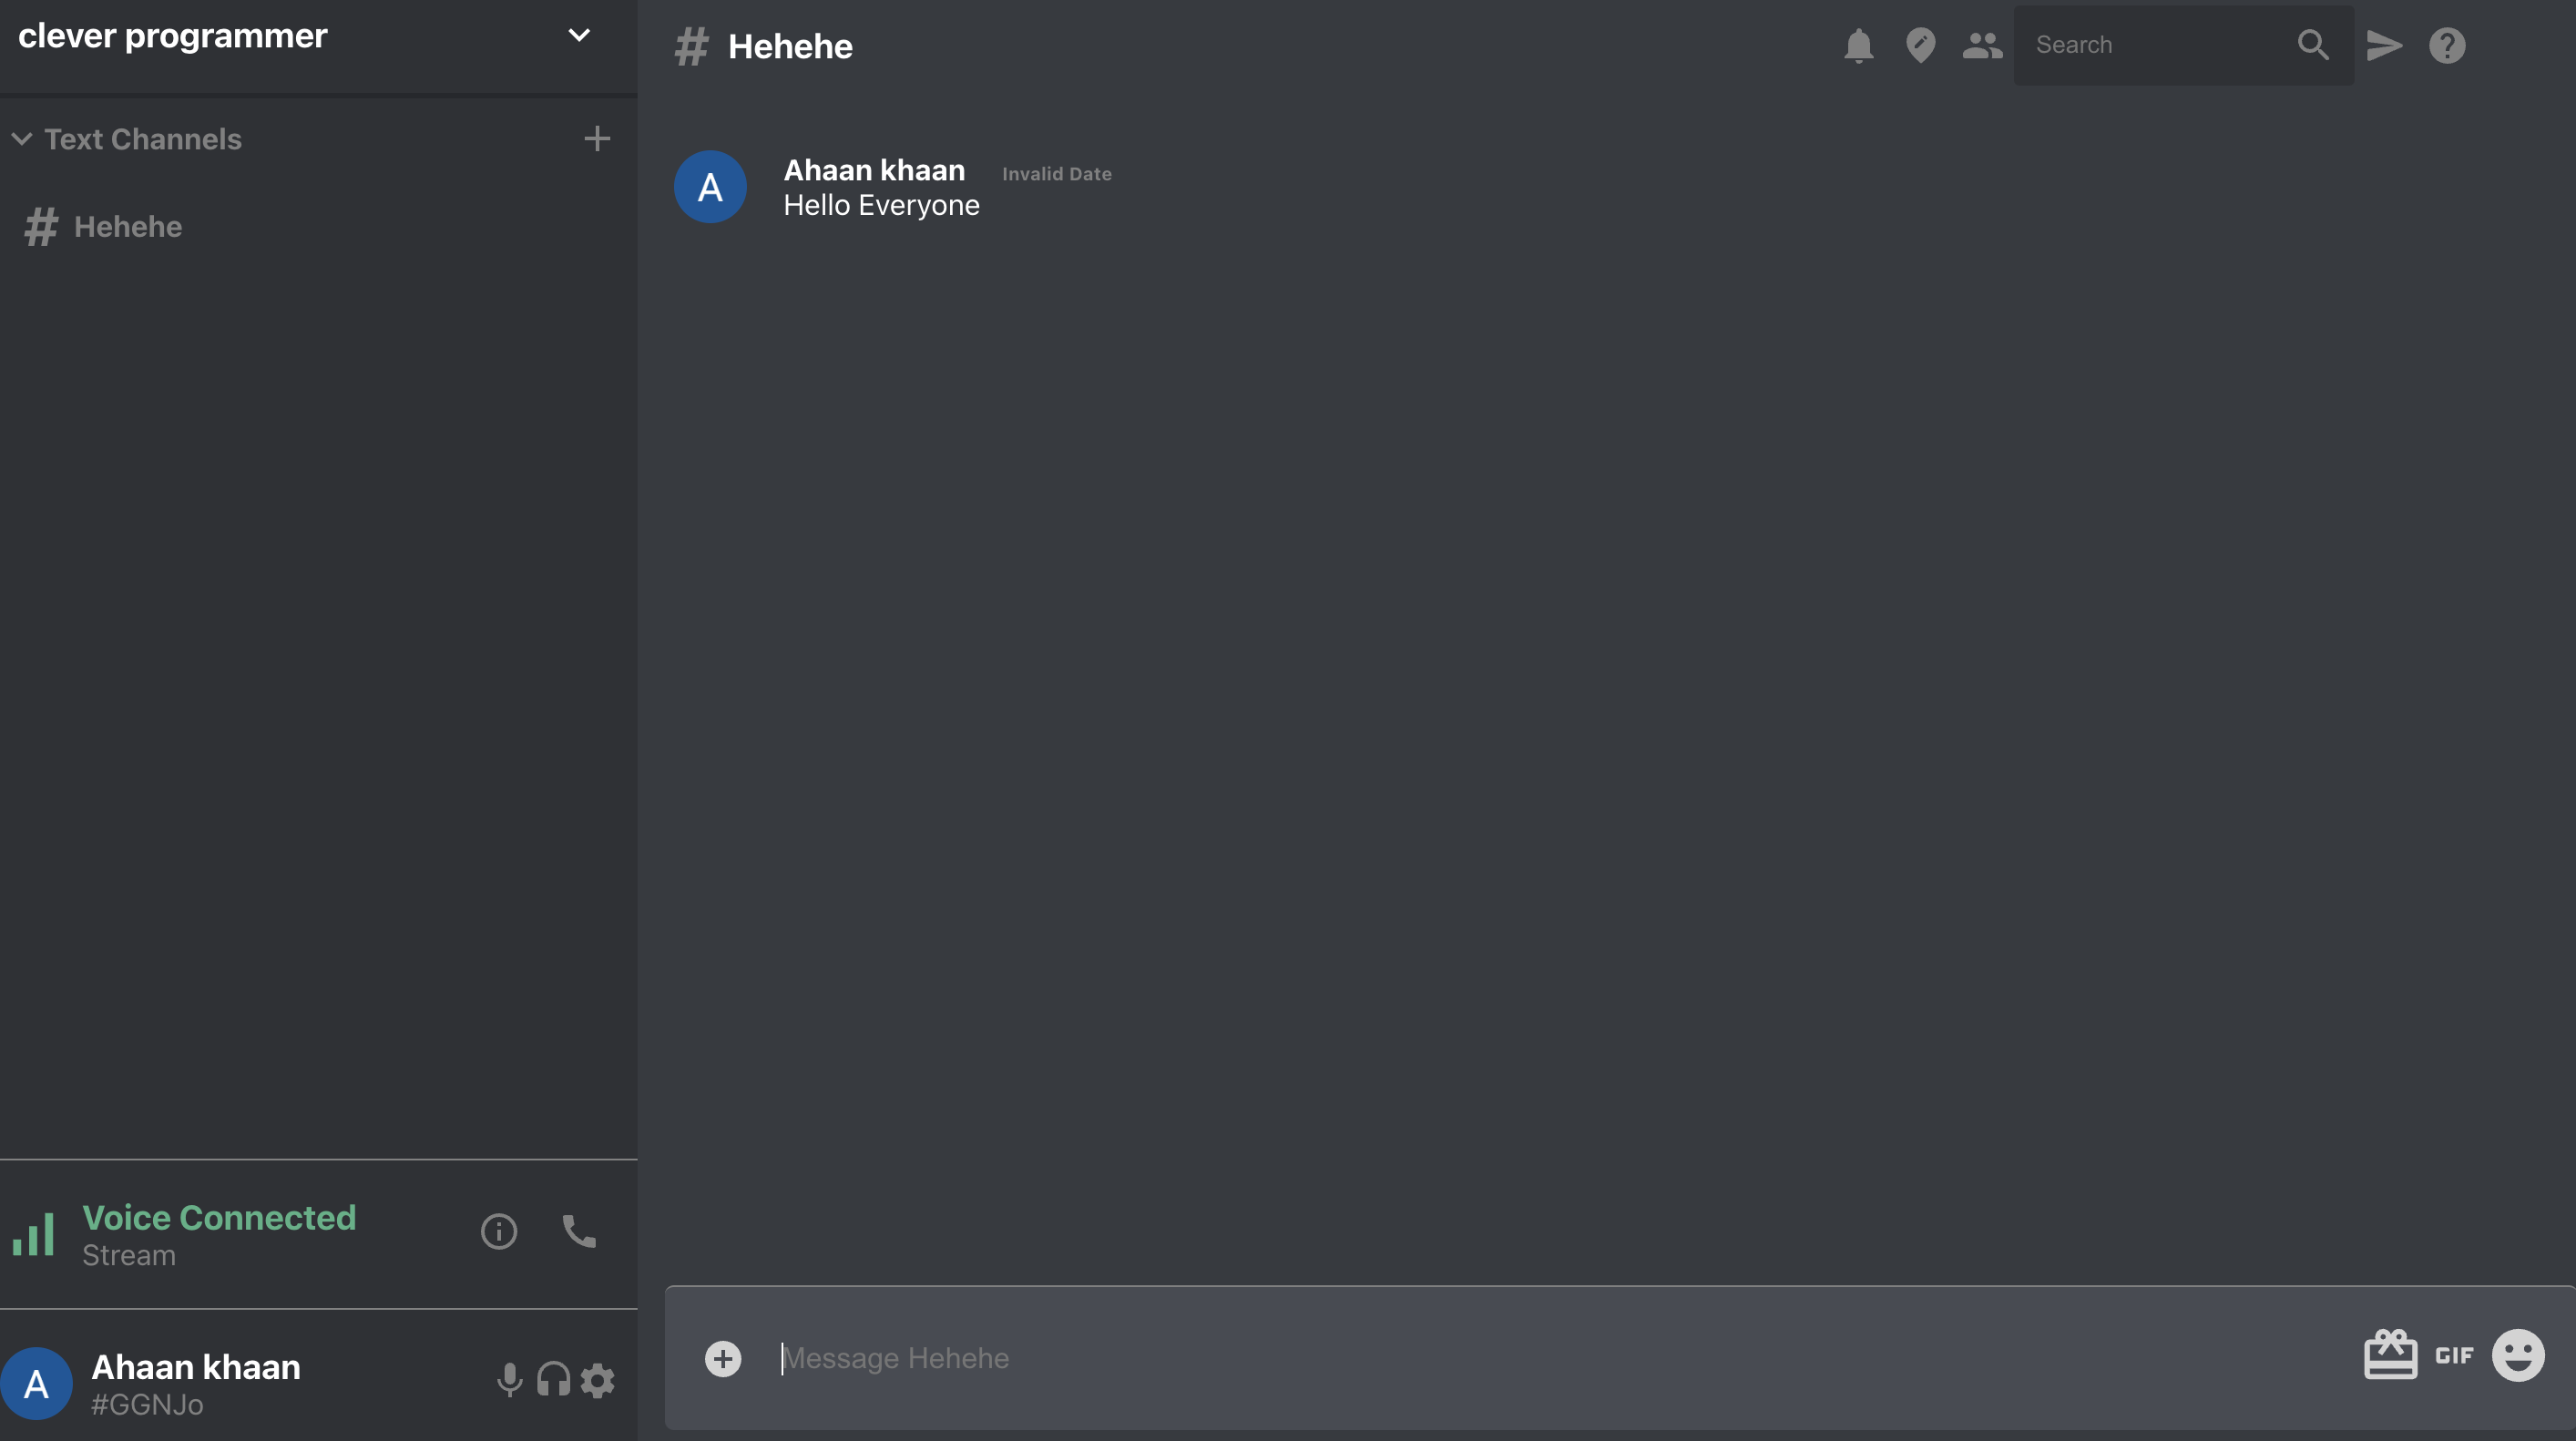 clever programmer
Text Channels
# Hehehe
Voice Connected
Stream
A
Ahaan khaan
#GGNJo
# Hehehe
Search
A
Ahaan khaan Invalid Date
Hello Everyone
Message Hehehe
GIF